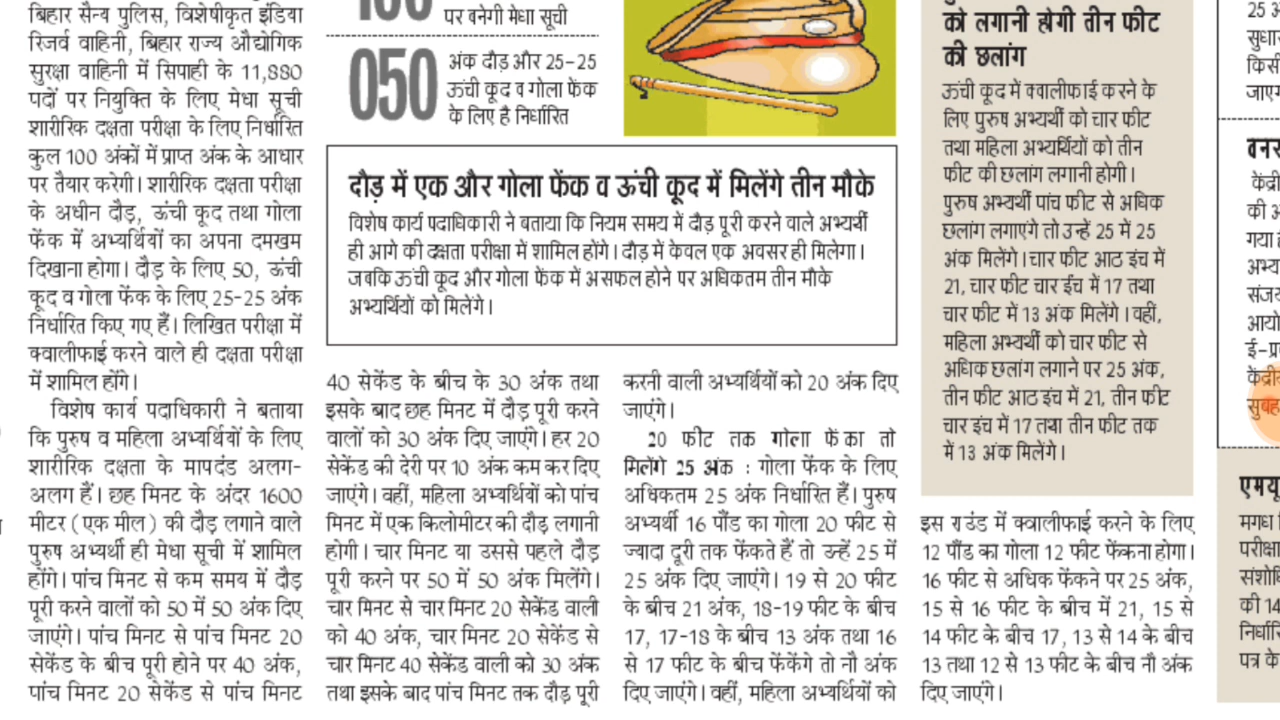 बिहार सैन्य पुलिस, विशेषीकृत इंडिया
रिजर्व वाहिनी, बिहार राज्य औद्योगिक
सुरक्षा वाहिनी में सिपाही के 11,880
पदों पर नियुक्ति के लिए मेधा सूची
शारीरिक दक्षता परीक्षा के लिए निर्धारित
कुल 100 अंकों में प्राप्त अंक के आधार
पर तैयार करेगी। शारीरिक दक्षता परीक्षा
के अधीन दौड़, ऊंची कूद तथा गोला
फेंक में अभ्यर्थियों का अपना दमखम
दिखाना होगा। दौड़ के लिए 50, ऊंची
कूद व गोला फेंक के लिए 25-25 अंक
निर्धारित किए गए हैं। लिखित परीक्षा में
क्वालीफाई करने वाले ही दक्षता परीक्षा
में शामिल होंगे।
विशेष कार्य पदाधिकारी ने बताया
कि पुरुष व महिला अभ्यर्थियों के लिए
शारीरिक दक्षता के मापदंड अलग-
अलग हैं। छह मिनट के अंदर 1600
मीटर (एक मील) की दौड़ लगाने वाले
पुरुष अभ्यर्थी ही मेधा सूची में शामिल
होंगे। पांच मिनट से कम समय में दौड़
पूरी करने वालों को 50 में 50 अंक दिए
जाएंगे। पांच मिनट से पांच मिनट 20
सेकेंड के बीच पूरी होने पर 40 अंक,
पांच मिनट 20 सेकेंड से पांच मिनट
100 पर बनेगी मेधा सूची
050
अंक दौड़ और 25-25
ऊंची कूद व गोला फेंक
के लिए है निर्धारित
दौड़ में एक और गोला फेंक व ऊंची कूद में मिलेंगे तीन मौके
विशेष कार्य पदाधिकारी ने बताया कि नियम समय में दौड़ पूरी करने वाले अभ्यर्थी
ही आगे की दक्षता परीक्षा में शामिल होंगे। दौड़ में केवल एक अवसर ही मिलेगा।
जबकि ऊंची कूद और गोला फेंक में असफल होने पर अधिकतम तीन मौके
अभ्यर्थियों को मिलेंगे।
40 सेकेंड के बीच के 30 अंक तथा
इसके बाद छह मिनट में दौड़ पूरी करने
वालों को 30 अंक दिए जाएंगे। हर 20
सेकेंड की देरी पर 10 अंक कम कर दिए
जाएंगे। वहीं, महिला अभ्यर्थियों को पांच
मिनट में एक किलोमीटर की दौड़ लगानी
होगी। चार मिनट या उससे पहले दौड़
पूरी करने पर 50 में 50 अंक मिलेंगे।
चार मिनट से चार मिनट 20 सेकेंड वाली
को 40 अंक, चार मिनट 20 सेकेंड से
चार मिनट 40 सेकेंड वाली को 30 अंक
तथा इसके बाद पांच मिनट तक दौड़ पूरी
करनी वाली अभ्यर्थियों को 20 अंक दिए
जाएंगे।
20 फीट तक गोला फेंका तो
मिलेंगे 25 अंक : गोला फेंक के लिए
अधिकतम 25 अंक निर्धारित हैं। पुरुष
अभ्यर्थी 16 पौंड का गोला 20 फीट से
ज्यादा दूरी तक फेंकते हैं तो उन्हें 25 में
25 अंक दिए जाएंगे। 19 से 20 फीट
के बीच 21 अंक, 18-19 फीट के बीच
17, 17-18 के बीच 13 अंक तथा 16
से 17 फीट के बीच फेंकेंगे तो नौ अंक
दिए जाएंगे। वहीं, महिला अभ्यर्थियों को
को लगानी होगी तीन फीट
की छलांग
ऊंची कूद में क्वालीफाई करने के
लिए पुरुष अभ्यर्थी को चार फीट
तथा महिला अभ्यर्थियों को तीन
फीट की छलांग लगानी होगी।
पुरुष अभ्यर्थी पांच फीट से अधिक
छलांग लगाएंगे तो उन्हें 25 में 25
अंक मिलेंगे। चार फीट आठ इंच में
21, चार फीट चार ईंच में 17 तथा
चार फीट में 13 अंक मिलेंगे। वहीं,
महिला अभ्यर्थी को चार फीट से
अधिक छलांग लगाने पर 25 अंक,
तीन फीट आठ इंच में 21, तीन फीट
चार इंच में 17 तथा तीन फीट तक
में 13 अंक मिलेंगे।
इस राउंड में क्वालीफाई करने के लिए
12 पौंड का गोला 12 फीट फेंकना होगा।
16 फीट से अधिक फेंकने पर 25 अंक,
15 से 16 फीट के बीच में 21, 15 से
14 फीट के बीच 17, 13 से 14 के बीच
13 तथा 12 से 13 फीट के बीच नौ अंक
दिए जाएंगे।
25
किसी
केंद्री
की
गया
आयो
मगध
परीक्षा
की 14
पत्र के